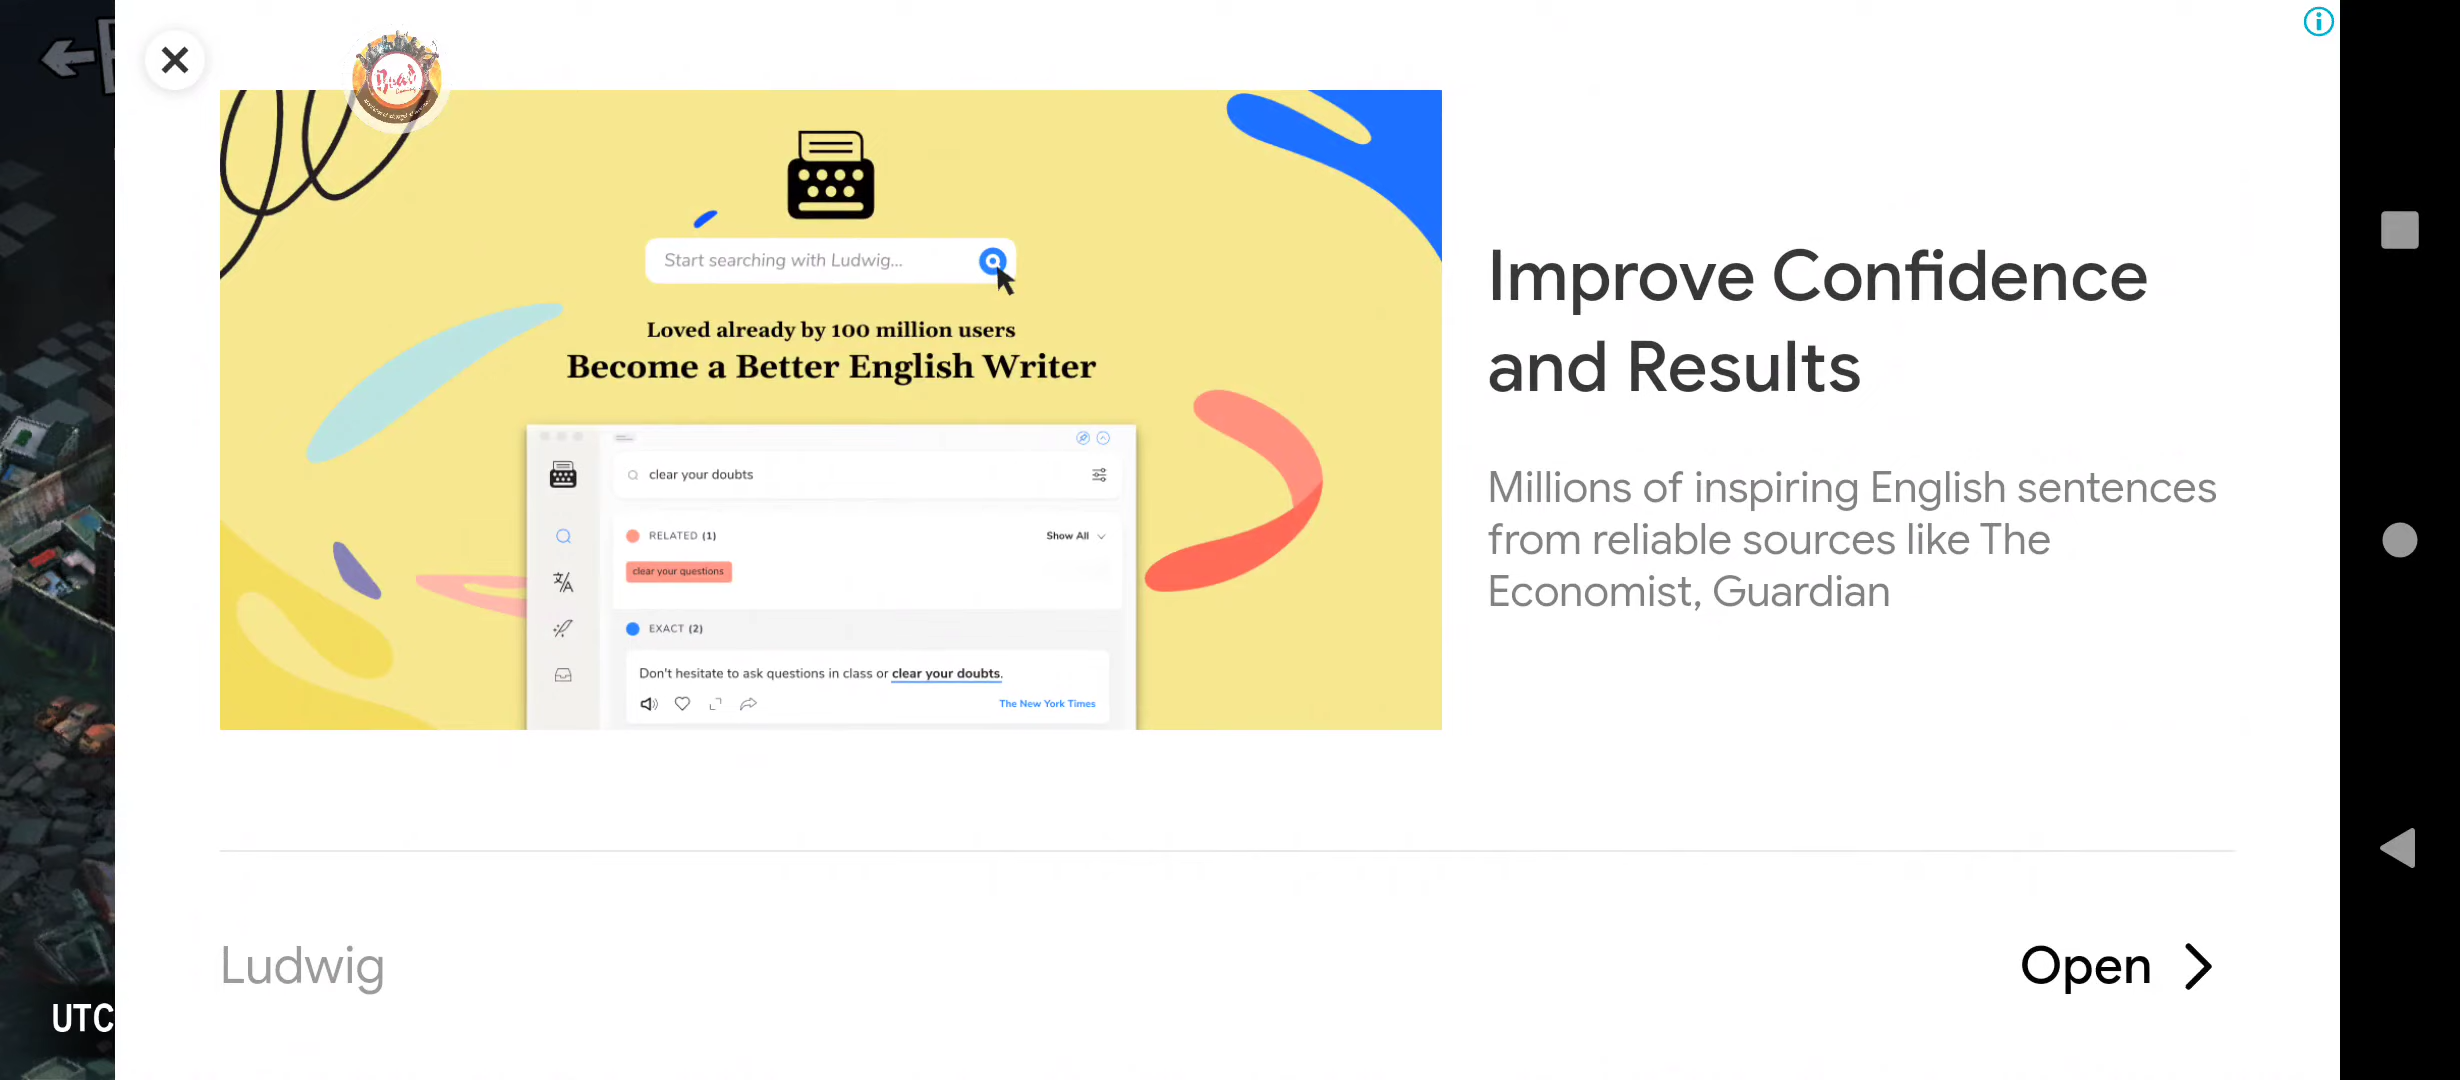 Start searching with Ludwig...
Loved already by 100 million users
Become a Better English Writer
clear your doubts
RELATED (1)
Show All
clear your questions
EXACT (2)
Don't hesitate to ask questions in class or clear your doubts.
The New York Times
Improve Confidence
and Results
Millions of inspiring English sentences
from reliable sources like The
Economist, Guardian
Ludwig
Open
UTC